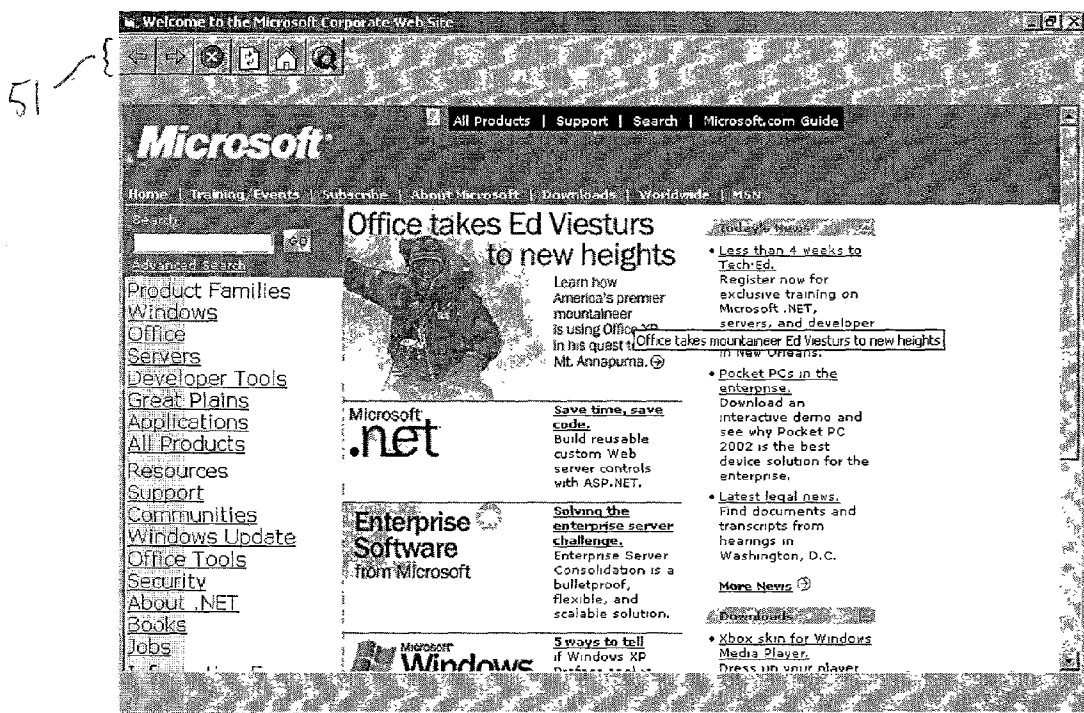 Welcome to the Microsoft Corporate Web Site
51
All Products | Support | Search | Microsoft.com Guide
Microsoft
Home | Training/Events | Subscribe | About Microsoft | Downloads | Worldwide | MSN
Search
GO
Advanced Search
Product Families
Windows
Office
Servers
Developer Tools
Great Plains
Applications
All Products
Resources
Support
Communities
Windows Update
Office Tools
Security
About .NET
Books
Jobs
Office takes Ed Viesturs
to new heights
Learn how
America's premier
mountaineer
is using Office XP
in his quest
Mt. Annapurna.
Office takes mountaineer Ed Viesturs to new heights
Microsoft
.net
Save time, save
code.
Build reusable
custom Web
server controls
with ASP.NET.
Enterprise
Software
from Microsoft
Solving the
enterprise server
challenge.
Enterprise Server
Consolidation is a
bulletproof,
flexible, and
scalable solution.
Microsoft
Windows
5 ways to tell
if Windows XP
Today's News
• Less than 4 weeks to
Tech·Ed.
Register now for
exclusive training on
Microsoft .NET,
servers, and developer
in New Orleans.
• Pocket PCs in the
enterprise.
Download an
interactive demo and
see why Pocket PC
2002 is the best
device solution for the
enterprise.
• Latest legal news.
Find documents and
transcripts from
hearings in
Washington, D.C.
More News
Downloads
• Xbox skin for Windows
Media Player.
Dress up your player